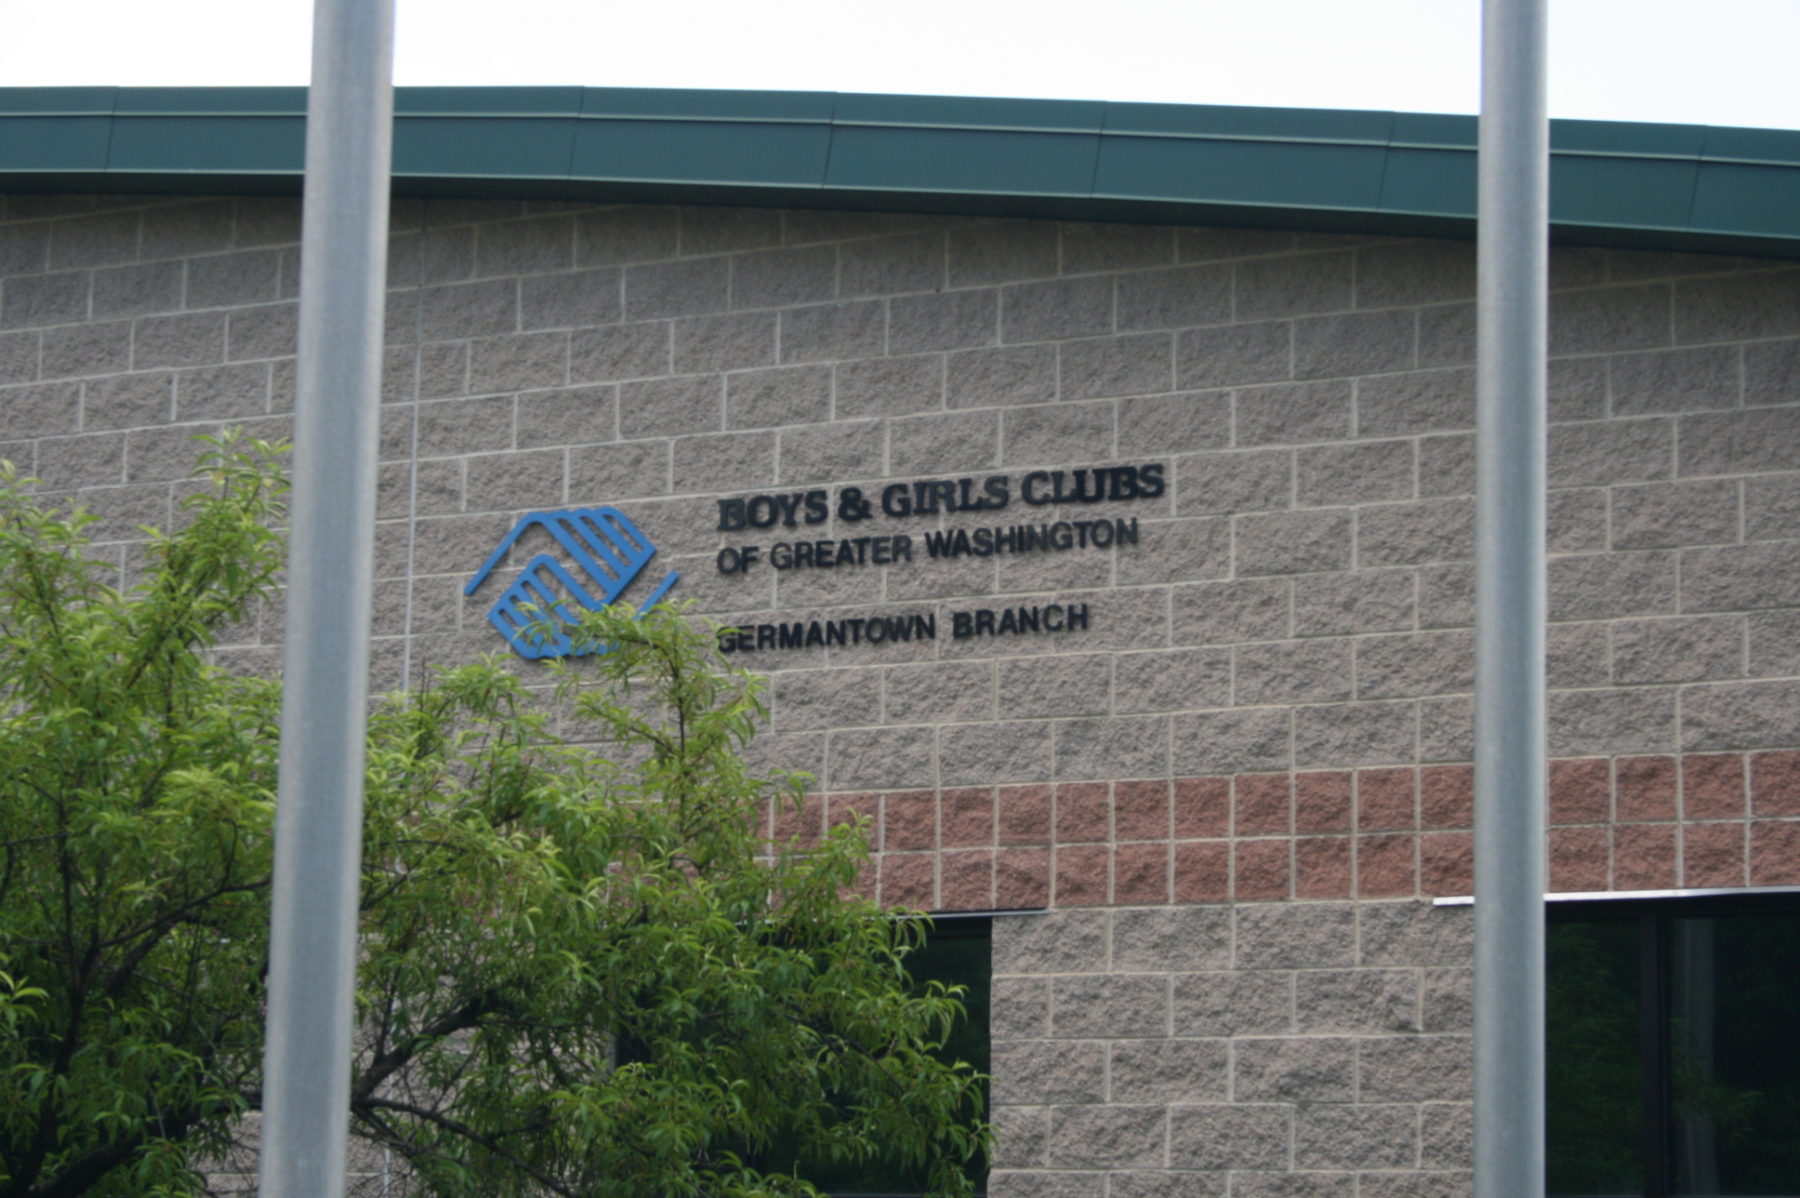 BOYS & GIRLS CLUBS
OF GREATER WASHINGTON
GERMANTOWN BRANCH